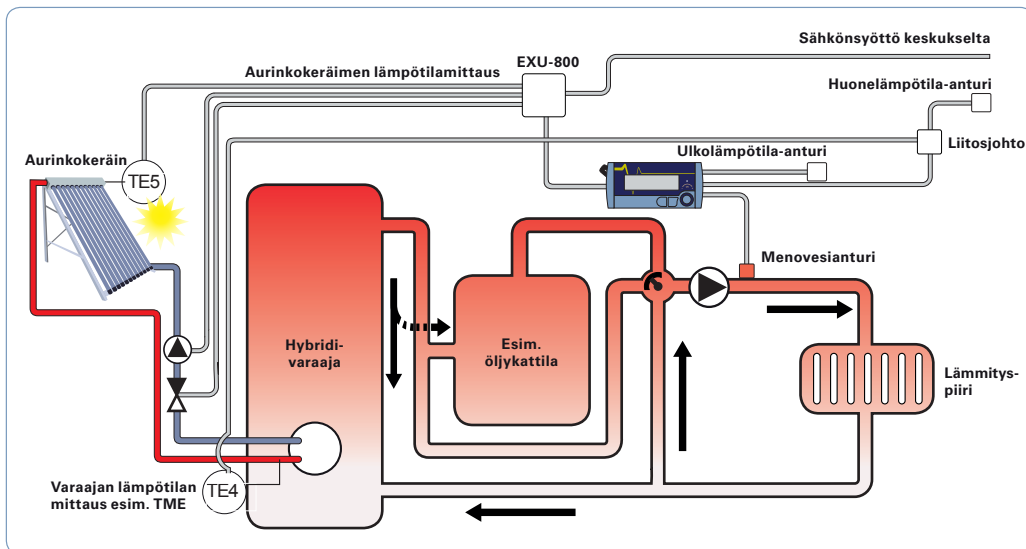 Sähkönsyöttö keskukselta
EXU-800
Aurinkokeräimen lämpötilamittaus
Huonelämpötila-anturi
Liitosjohto
Ulkolämpötila-anturi
Aurinkokeräin
TE5
Menovesianturi
Hybridi-
varaaja
Esim.
öljykattila
Lämmitys-
piiri
Varaajan lämpötilan
mittaus esim. TME
TE4